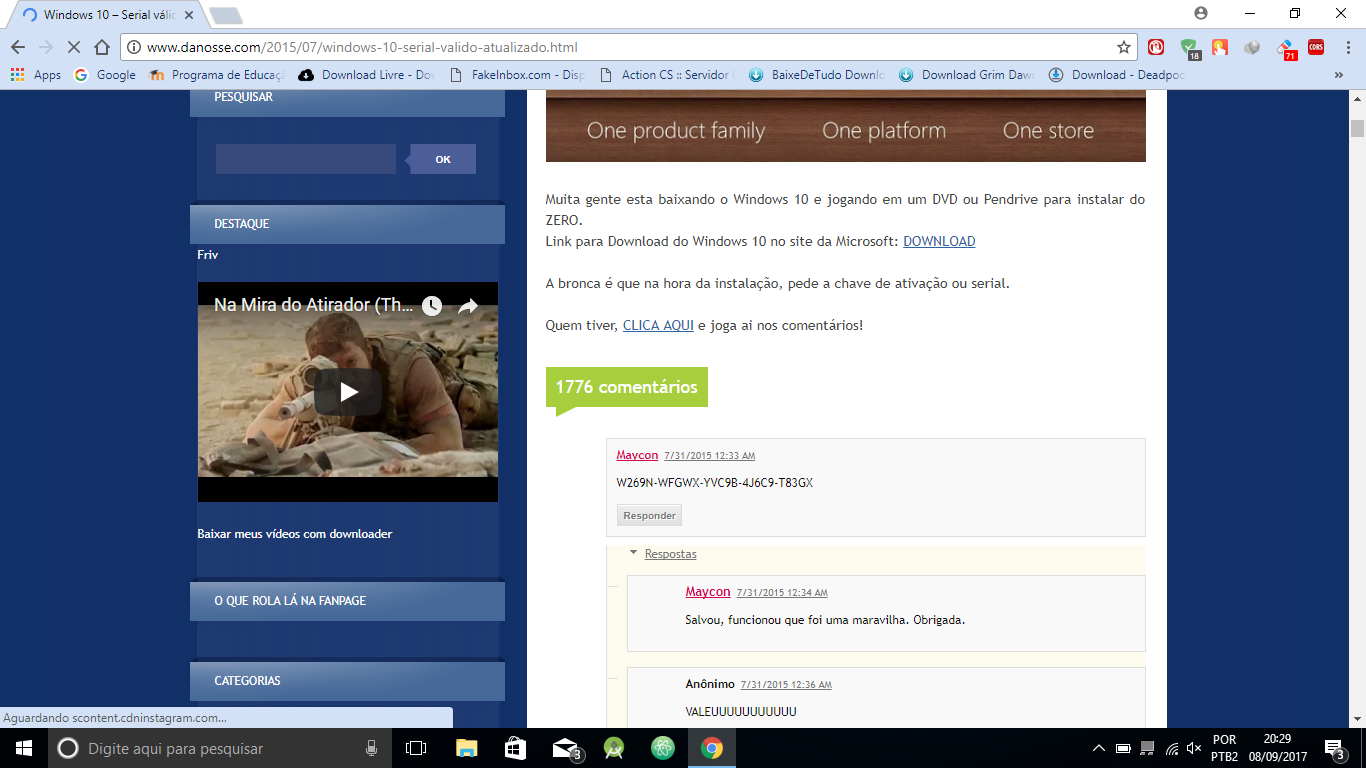 Windows 10 – Serial váli
www.danosse.com/2015/07/windows-10-serial-valido-atualizado.html
18
71
CORS
Apps
Google
Programa de Educaçã
Download Livre - Dow
FakeInbox.com - Disp
Action CS :: Servidor
BaixeDeTudo Downlo
Download Grim Daw
Download - Deadpoo
»
PESQUISAR
OK
DESTAQUE
Friv
Na Mira do Atirador (Th...
Baixar meus vídeos com downloader
O QUE ROLA LÁ NA FANPAGE
CATEGORIAS
One product family One platform One store
Muita gente esta baixando o Windows 10 e jogando em um DVD ou Pendrive para instalar do
ZERO.
Link para Download do Windows 10 no site da Microsoft: DOWNLOAD
A bronca é que na hora da instalação, pede a chave de ativação ou serial.
Quem tiver, CLICA AQUI e joga ai nos comentários!
1776 comentários
Maycon 7/31/2015 12:33 AM
W269N-WFGWX-YVC9B-4J6C9-T83GX
Responder
Respostas
Maycon 7/31/2015 12:34 AM
Salvou, funcionou que foi uma maravilha. Obrigada.
Anônimo 7/31/2015 12:36 AM
VALEUUUUUUUUUUU
Aguardando scontent.cdninstagram.com...
Digite aqui para pesquisar
3
POR
PTB2
20:29
08/09/2017
3